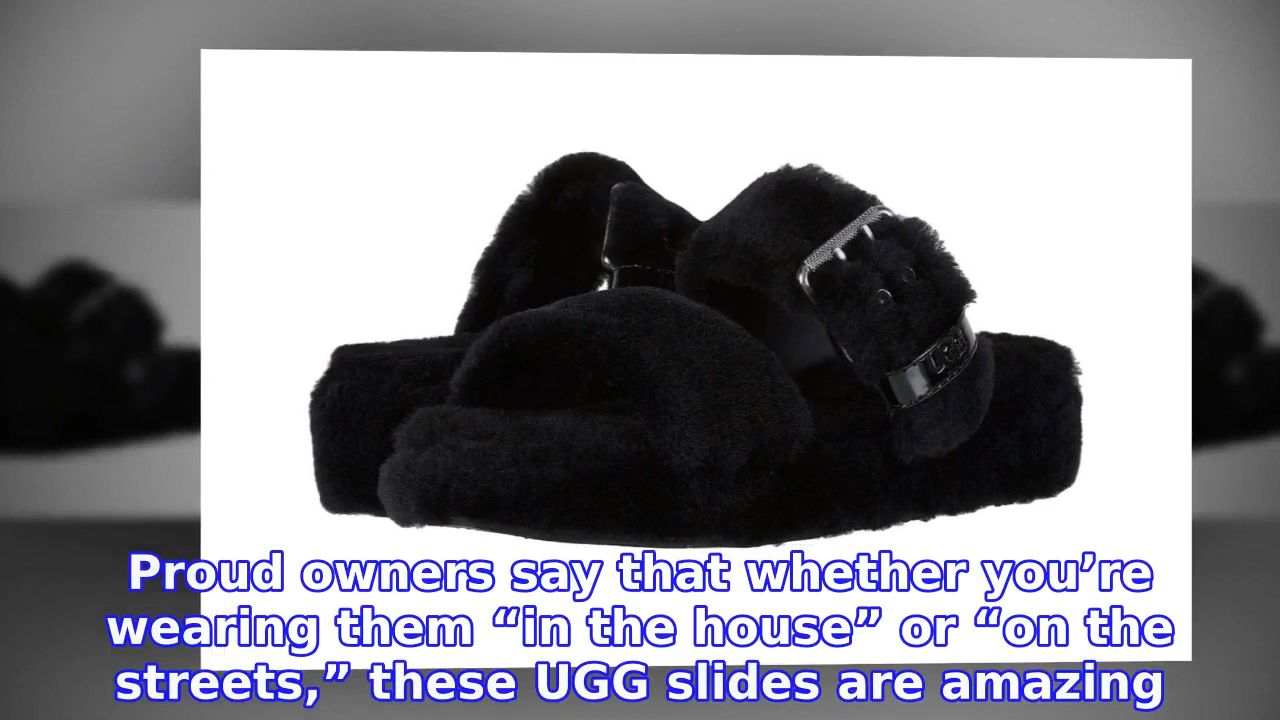 Proud owners say that whether you’re
wearing them “in the house” or “on the
streets,” these UGG slides are amazing